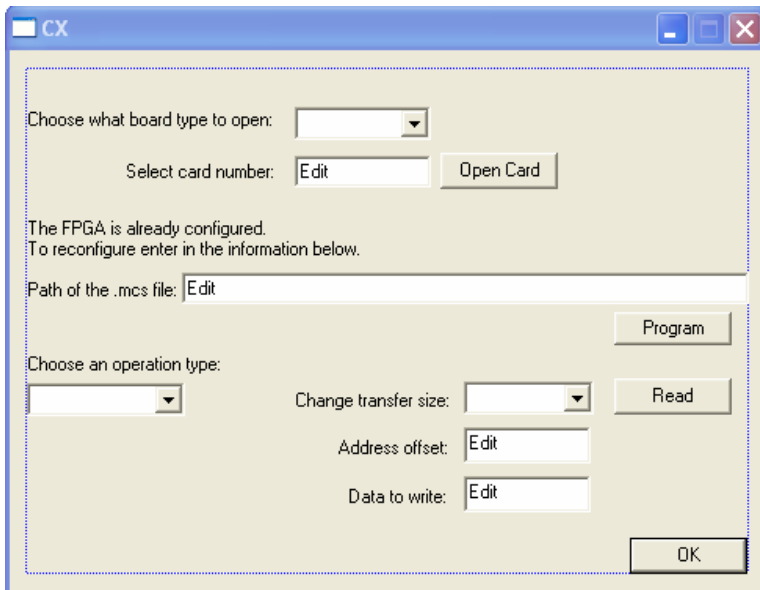 CX
Choose what board type to open:
Select card number: Edit Open Card
The FPGA is already configured.
To reconfigure enter in the information below.
Path of the .mcs file: Edit
Program
Choose an operation type:
Change transfer size: Read
Address offset: Edit
Data to write: Edit
OK